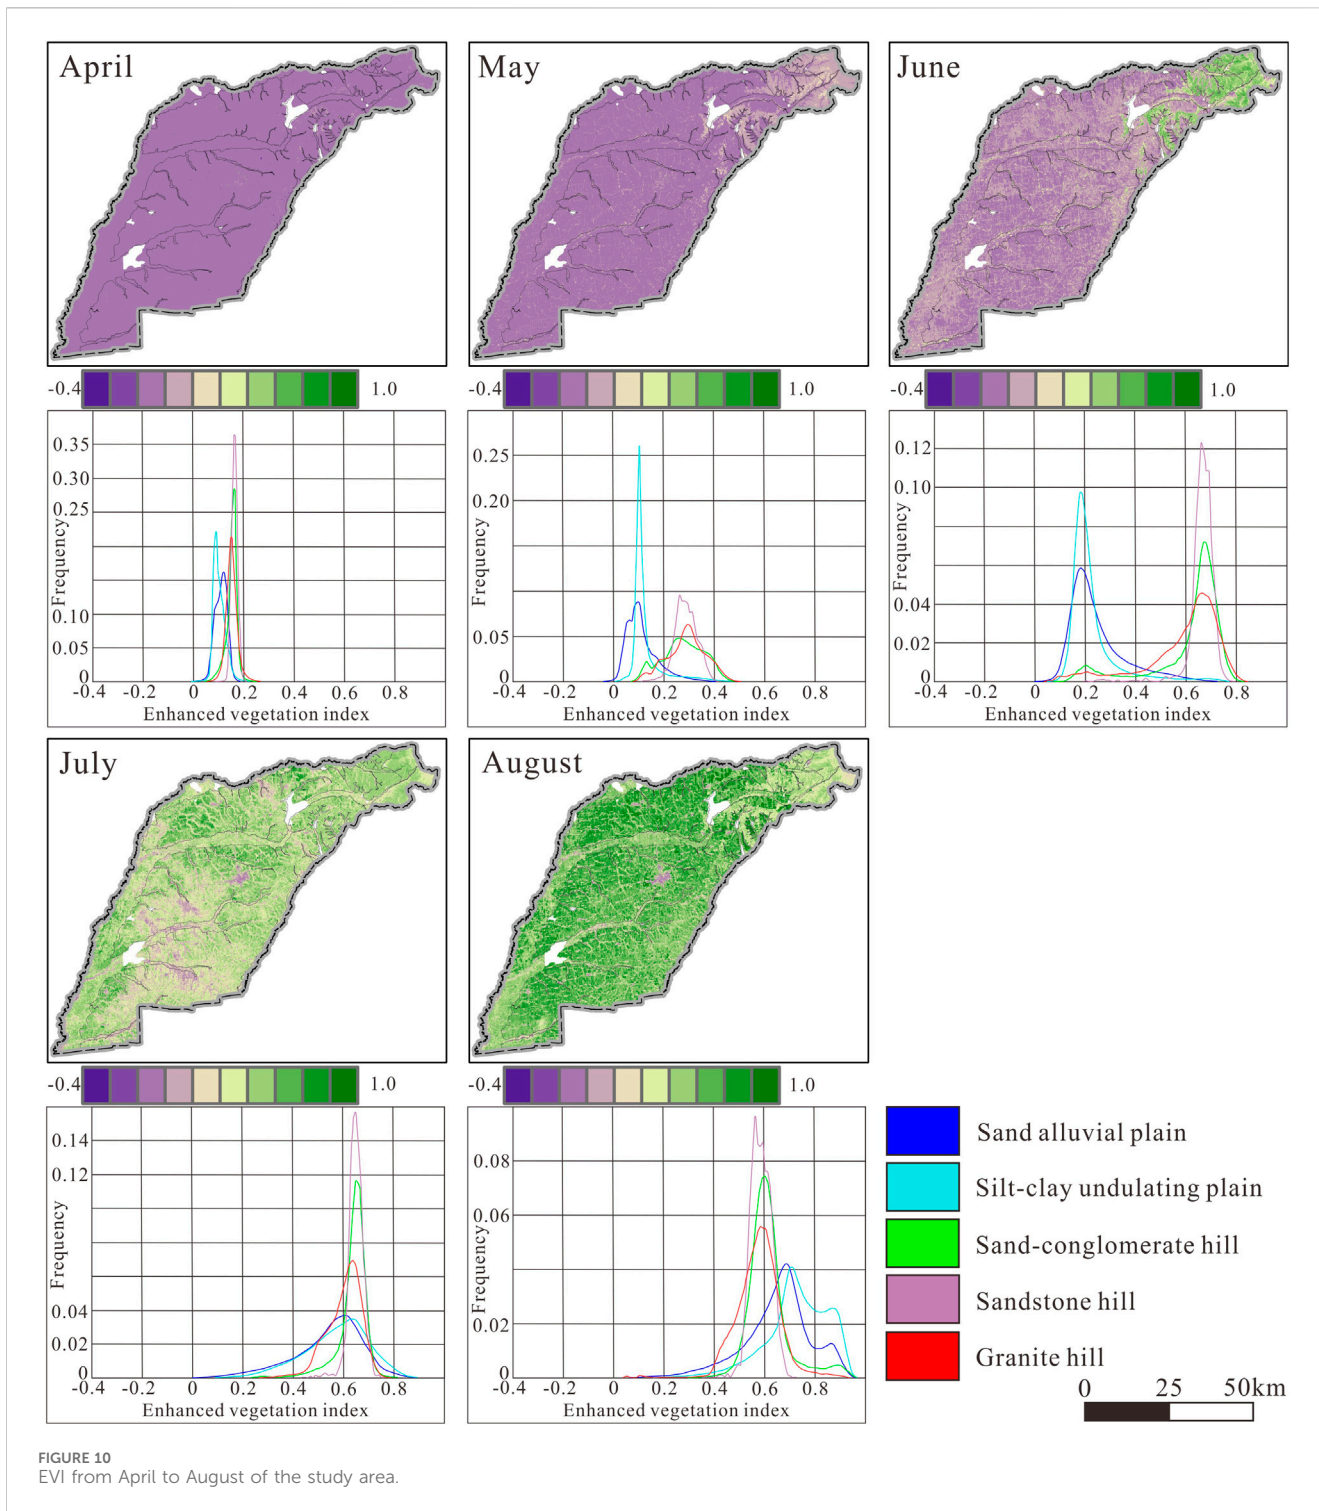 April
May
June
-0.4 1.0
-0.4 1.0
-0.4 1.0
0.35
0.30
0.25
0.10
0.05
0
Frequency
-0.4 -0.2 0 0.2 0.4 0.6 0.8
Enhanced vegetation index
0.25
0.20
0.05
0
Frequency
-0.4 -0.2 0 0.2 0.4 0.6 0.8
Enhanced vegetation index
0.12
0.10
0.04
0.02
0
Frequency
-0.4 -0.2 0 0.2 0.4 0.6 0.8
Enhanced vegetation index
July
August
-0.4 1.0
-0.4 1.0
0.14
0.12
0.04
0.02
0
Frequency
-0.4 -0.2 0 0.2 0.4 0.6 0.8
Enhanced vegetation index
0.08
0.06
0.02
0
Frequency
-0.4 -0.2 0 0.2 0.4 0.6 0.8
Enhanced vegetation index
Sand alluvial plain
Silt-clay undulating plain
Sand-conglomerate hill
Sandstone hill
Granite hill
0 25 50km
FIGURE 10
EVI from April to August of the study area.